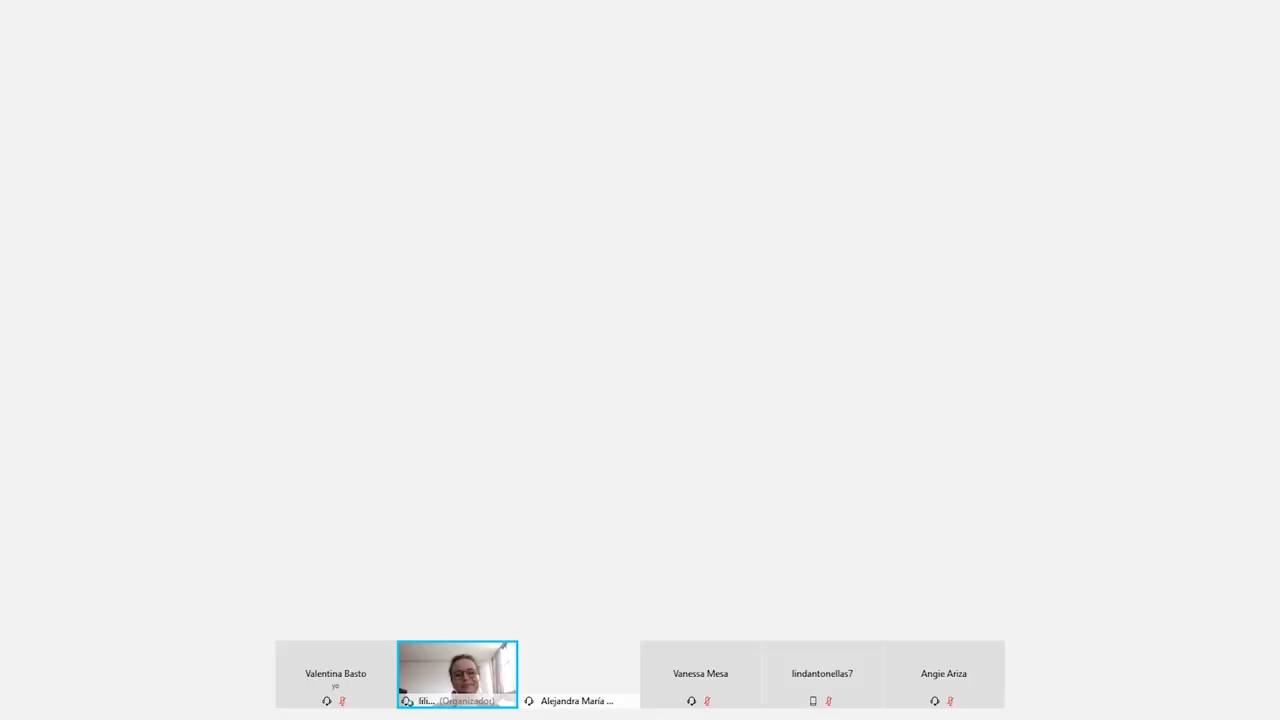 Valentina Basto
yo
lili... (Organizador)
Alejandra María ...
Vanessa Mesa
lindantonellas7
Angie Ariza